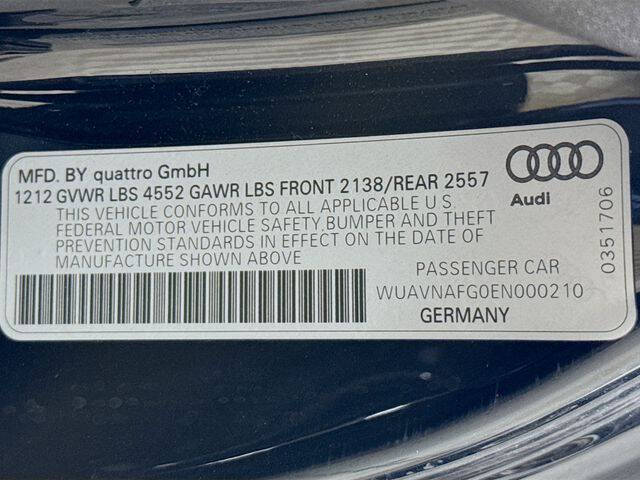 MFD. BY quattro GmbH
1212 GVWR LBS 4552 GAWR LBS FRONT 2138/REAR 2557
THIS VEHICLE CONFORMS TO ALL APPLICABLE U.S.
FEDERAL MOTOR VEHICLE SAFETY,BUMPER AND THEFT
PREVENTION STANDARDS IN EFFECT ON THE DATE OF
MANUFACTURE SHOWN ABOVE
PASSENGER CAR
WUAVNAFG0EN000210
GERMANY
Audi
0351706